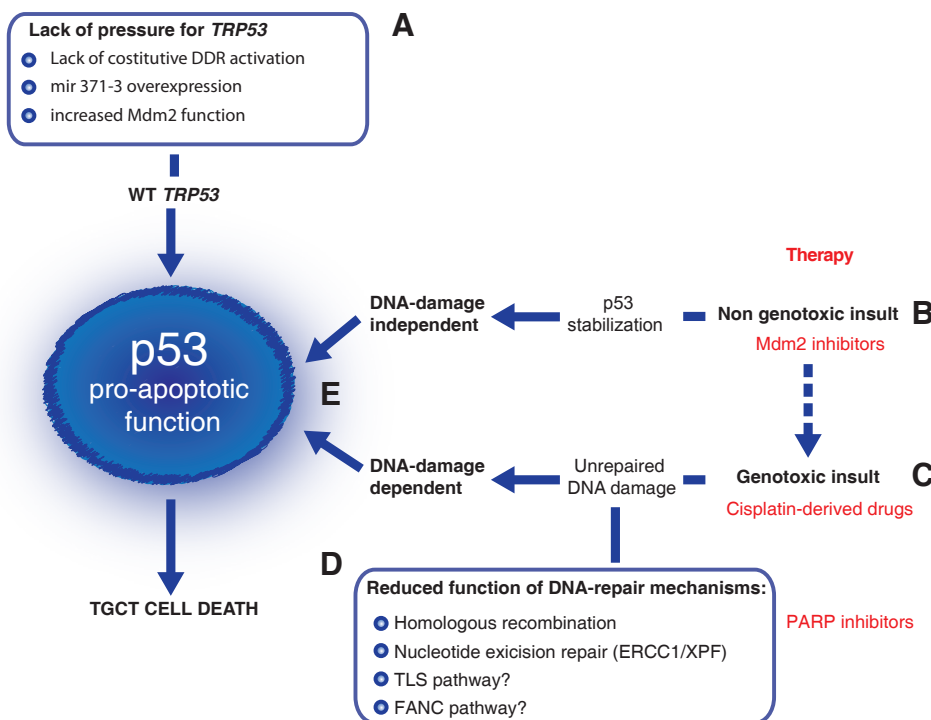 A
Lack of pressure for TRP53
Lack of costitutive DDR activation
mir 371-3 overexpression
increased Mdm2 function
WT TRP53
Therapy
p53
pro-apoptotic
function
DNA-damage
independent
p53
stabilization
Non genotoxic insult
Mdm2 inhibitors
B
E
DNA-damage
dependent
Unrepaired
DNA damage
Genotoxic insult
Cisplatin-derived drugs
C
TGCT CELL DEATH
D
Reduced function of DNA-repair mechanisms:
Homologous recombination
Nucleotide exicision repair (ERCC1/XPF)
TLS pathway?
FANC pathway?
PARP inhibitors